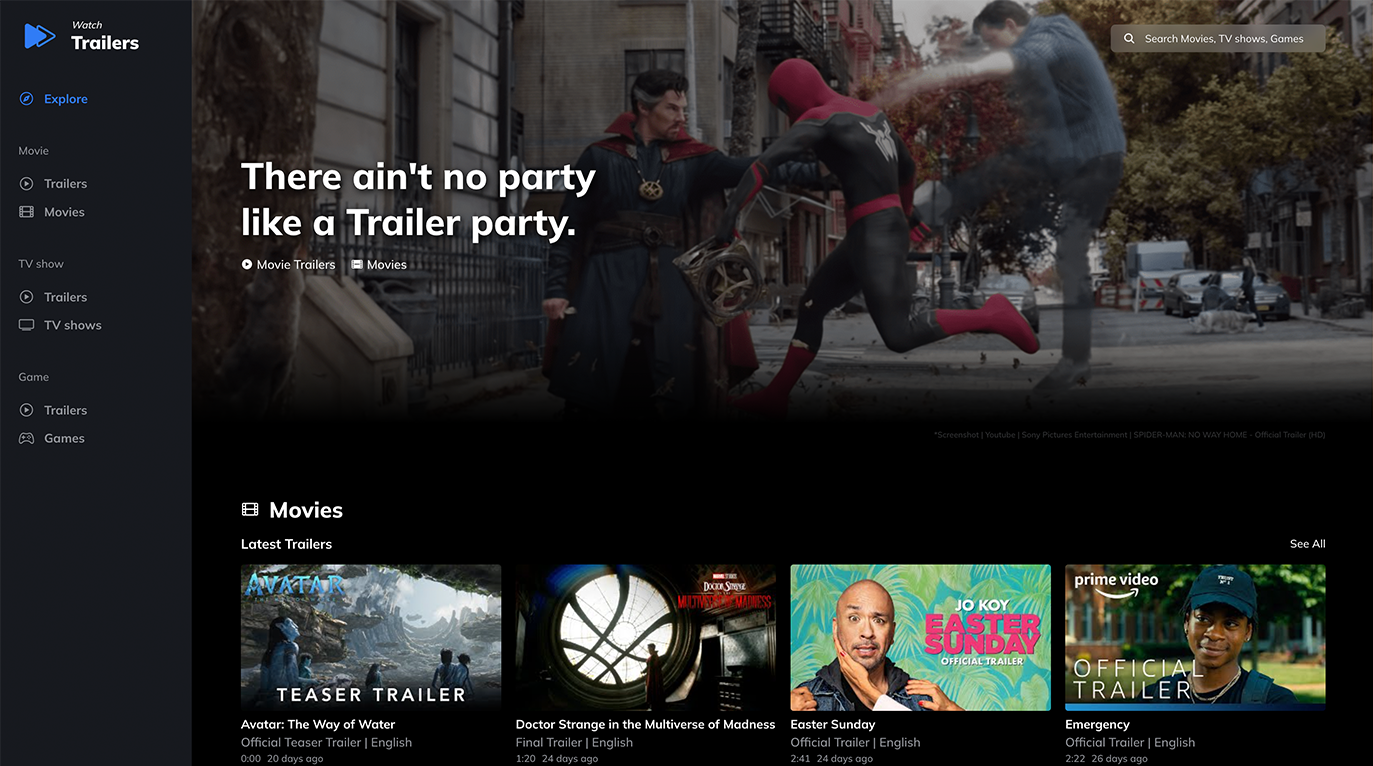 Watch
Trailers
Explore
Movie
Trailers
Movies
TV show
Trailers
TV shows
Game
Trailers
Games
Search Movies, TV shows, Games
There ain't no party
like a Trailer party.
Movie Trailers
Movies
*Screenshot | Youtube | Sony Pictures Entertainment | SPIDER-MAN: NO WAY HOME - Official Trailer (HD)
Movies
Latest Trailers
See All
AVATAR
TEASER TRAILER
Avatar: The Way of Water
Official Teaser Trailer | English
0:00 20 days ago
MARVEL STUDIOS
DOCTOR STRANGE
MULTIVERSE OF MADNESS
Doctor Strange in the Multiverse of Madness
Final Trailer | English
1:20 24 days ago
JO KOY
EASTER
SUNDAY
OFFICIAL TRAILER
Easter Sunday
Official Trailer | English
2:41 24 days ago
prime video
OFFICIAL
TRAILER
Emergency
Official Trailer | English
2:22 26 days ago